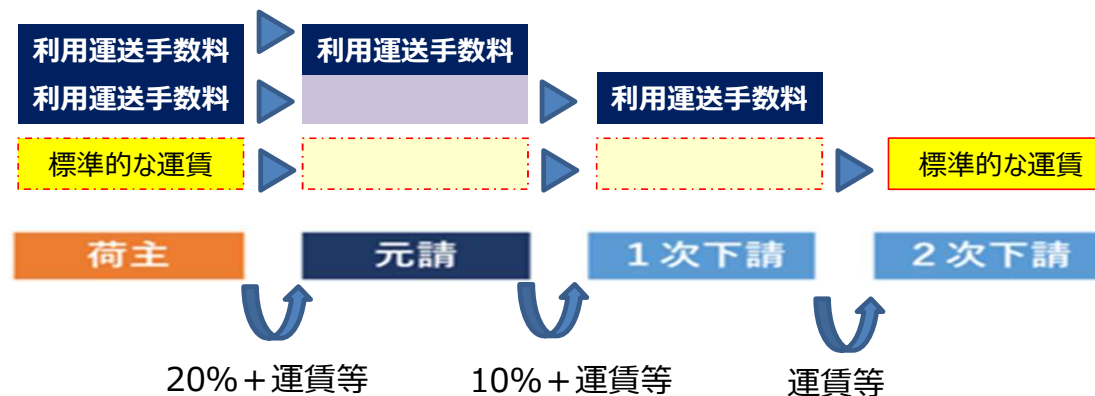 利用運送手数料 利用運送手数料
利用運送手数料 利用運送手数料
標準的な運賃 標準的な運賃
荷主 元請 1次下請 2次下請
20%+運賃等 10%+運賃等 運賃等